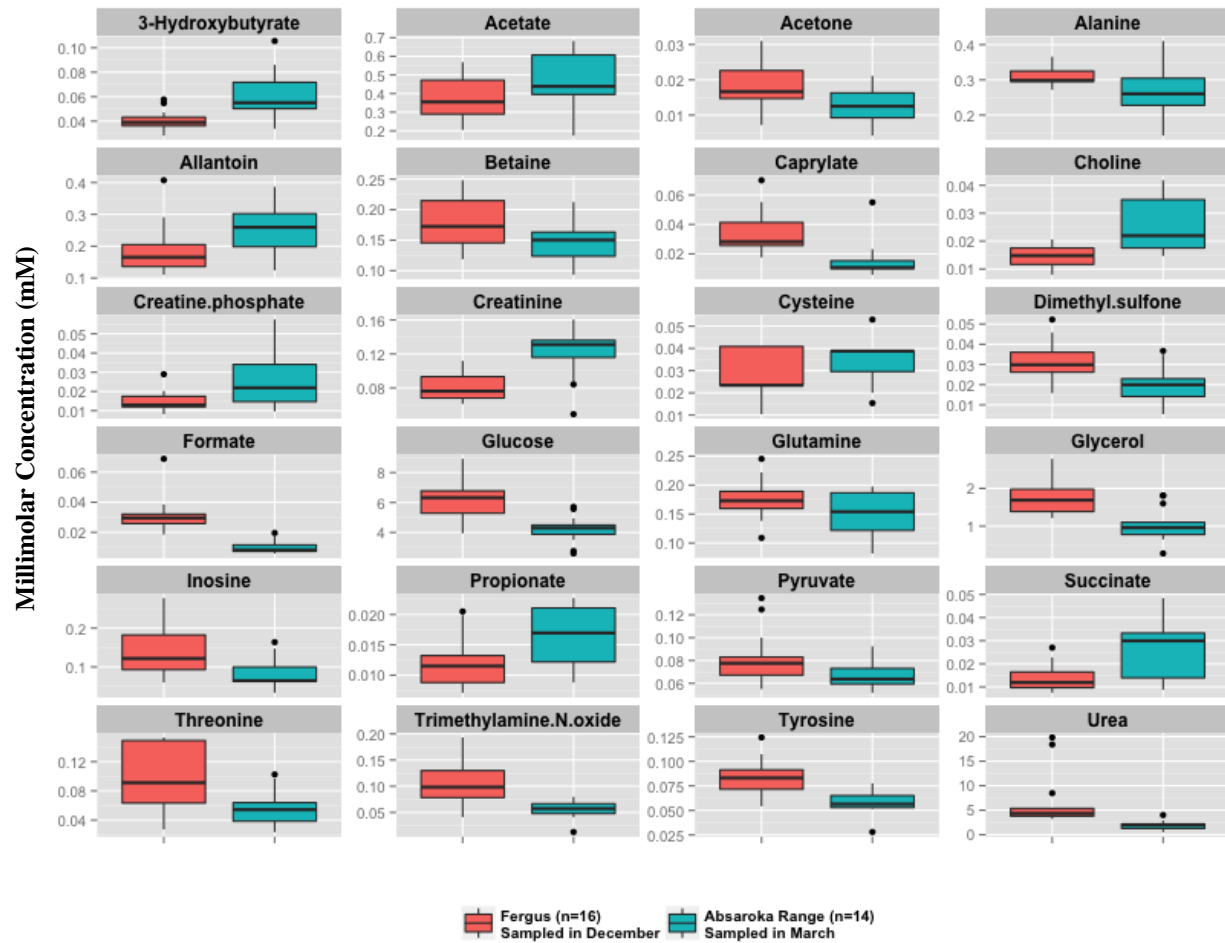 Millimolar Concentration (mM)
3-Hydroxybutyrate Acetate Acetone Alanine
0.10 0.7 0.03 0.4
0.08 0.6 0.02 0.3
0.06 0.5 0.01 0.2
0.04 0.4
0.3
0.2
Allantoin Betaine Caprylate Choline
0.4 0.25 0.06 0.04
0.3 0.20 0.04 0.03
0.2 0.15 0.02 0.02
0.1 0.10 0.01
Creatine.phosphate Creatinine Cysteine Dimethyl.sulfone
0.05 0.16 0.05 0.05
0.04 0.12 0.04 0.04
0.03 0.08 0.03 0.03
0.02 0.02 0.02
0.01 0.01 0.01
Formate Glucose Glutamine Glycerol
0.06 8 0.25 2
0.04 6 0.20 1
0.02 4 0.15
0.10
Inosine Propionate Pyruvate Succinate
0.2 0.020 0.12 0.05
0.1 0.015 0.10 0.04
0.010 0.08 0.03
0.06 0.02
0.01
Threonine Trimethylamine.N.oxide Tyrosine Urea
0.12 0.20 0.125 20
0.08 0.15 0.100 15
0.04 0.10 0.075 10
0.05 0.050 5
0.025 0
Fergus (n=16) Absaroka Range (n=14)
Sampled in December Sampled in March